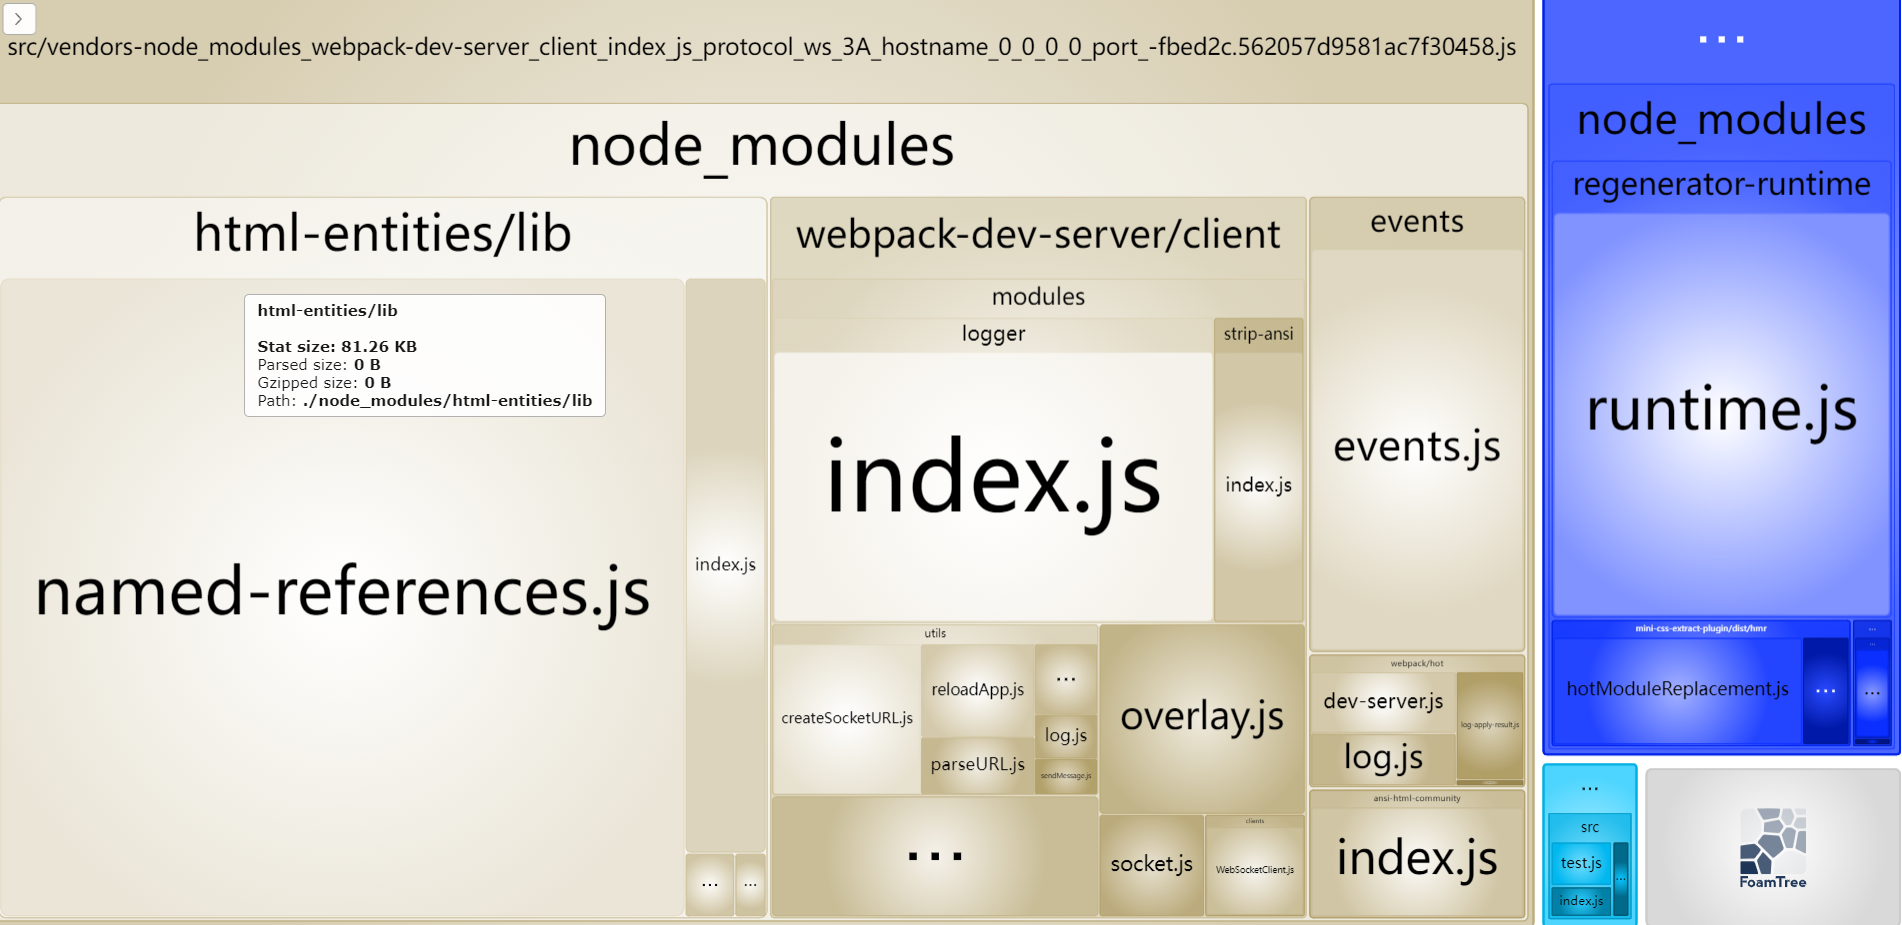 src/vendors-node_modules_webpack-dev-server_client_index_js_protocol_ws_3A_hostname_0_0_0_0_port_-fbed2c.562057d9581ac7f30458.js
node_modules
html-entities/lib
html-entities/lib
Stat size: 81.26 KB
Parsed size: 0 B
Gzipped size: 0 B
Path: ./node_modules/html-entities/lib
named-references.js
index.js
...
...
webpack-dev-server/client
modules
logger
index.js
strip-ansi
index.js
utils
createSocketURL.js
reloadApp.js
parseURL.js
...
log.js
sendMessage.js
...
overlay.js
socket.js
clients
WebSocketClient.js
events
events.js
webpack/hot
dev-server.js
log.js
log-apply-result.js
ansi-html-community
index.js
...
node_modules
regenerator-runtime
runtime.js
mini-css-extract-plugin/dist/hmr
hotModuleReplacement.js
...
...
...
...
...
src
test.js
index.js
...
FoamTree